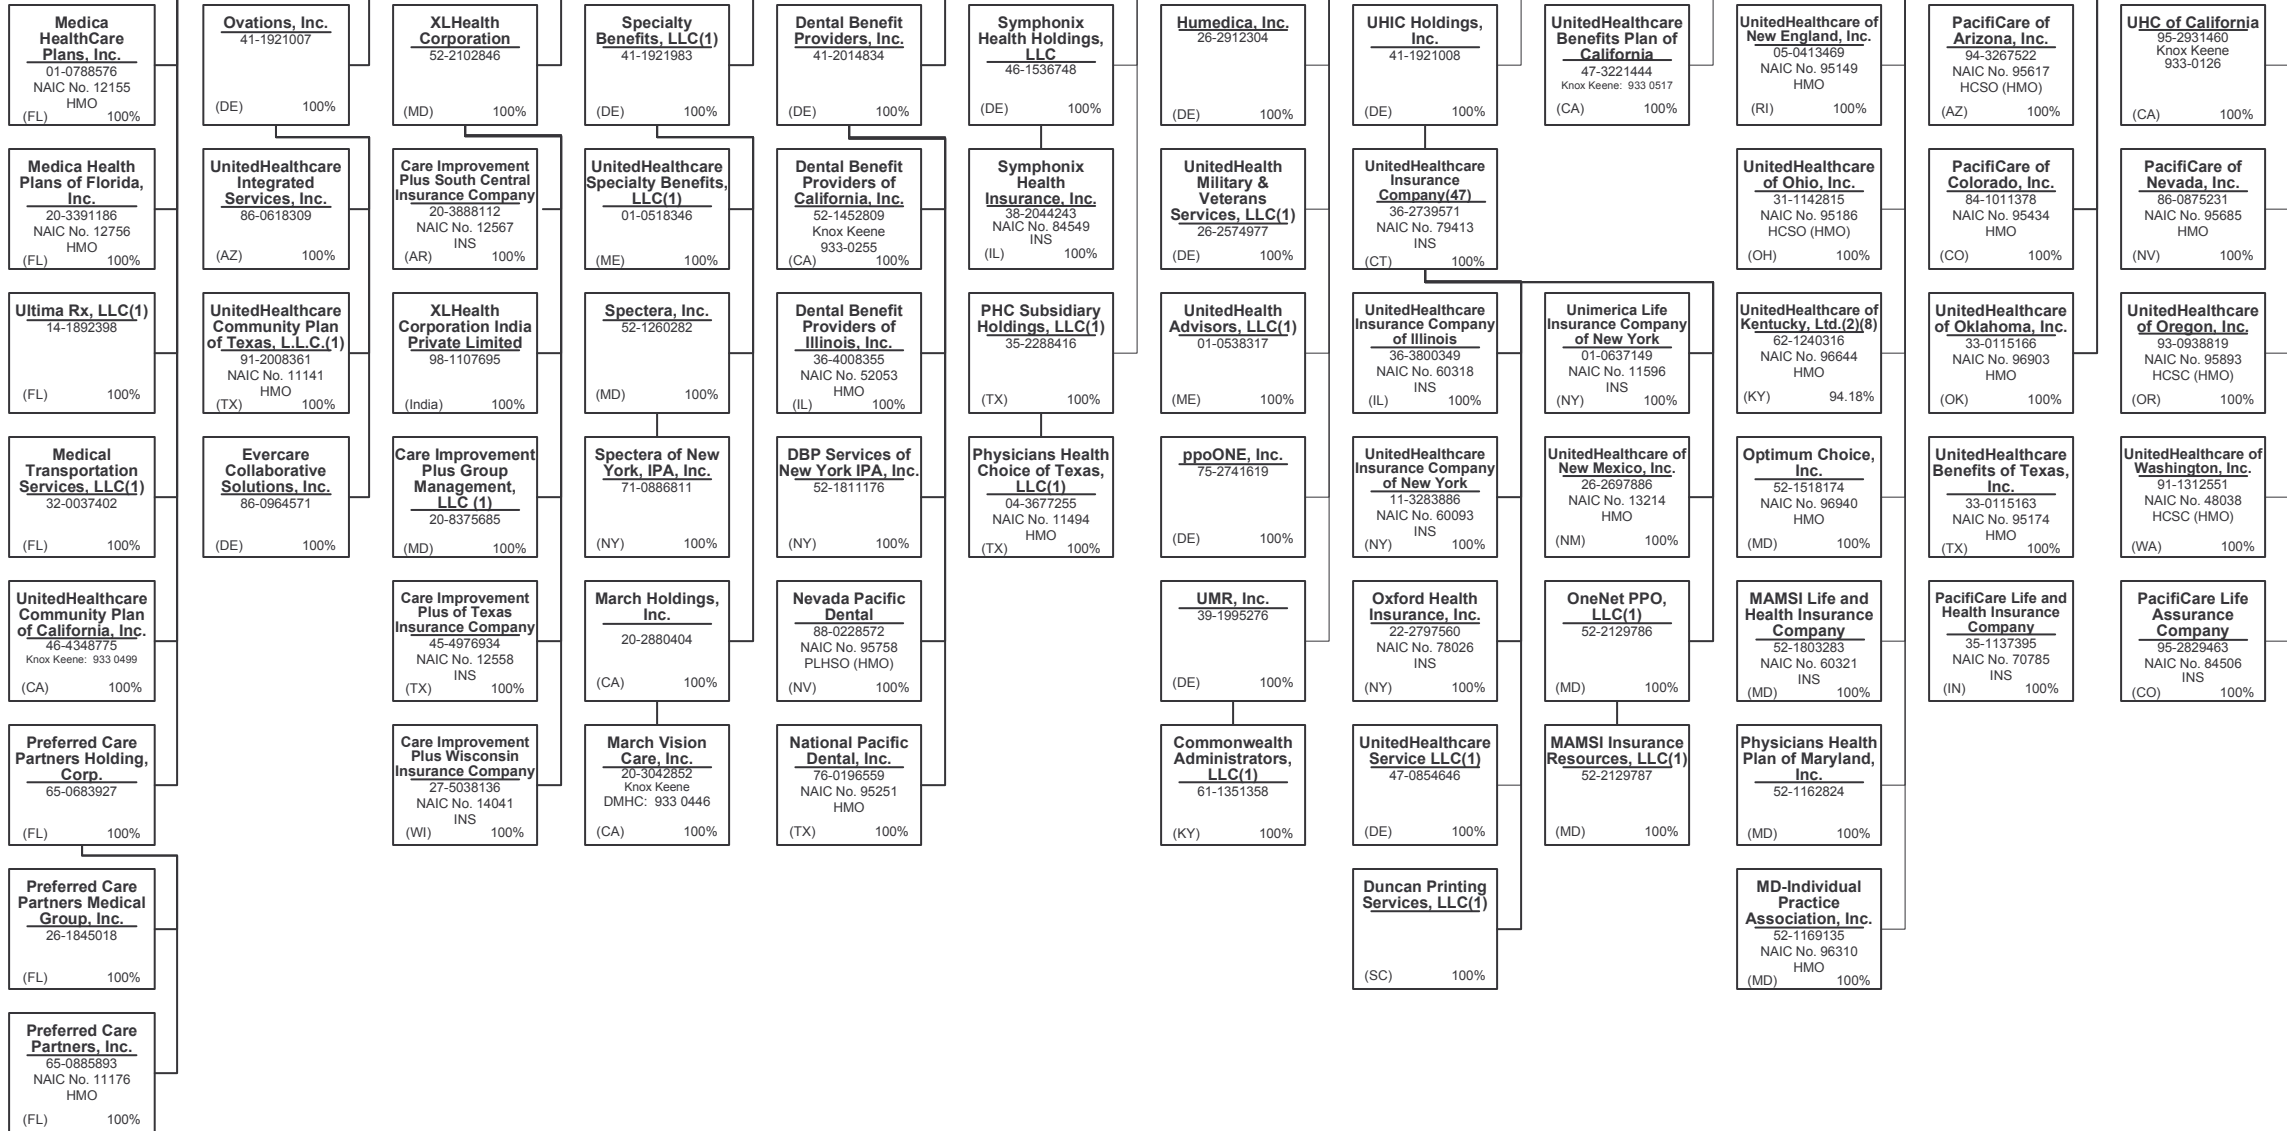 Medica
HealthCare
Plans, Inc.
01-0788576
NAIC No. 12155
HMO
(FL) 100%
Medica Health
Plans of Florida,
Inc.
20-3391186
NAIC No. 12756
HMO
(FL) 100%
Ultima Rx, LLC(1)
14-1892398
(FL) 100%
Medical
Transportation
Services, LLC(1)
32-0037402
(FL) 100%
UnitedHealthcare
Community Plan
of California, Inc.
46-4348775
Knox Keene: 933 0499
(CA) 100%
Preferred Care
Partners Holding,
Corp.
65-0683927
(FL) 100%
Preferred Care
Partners Medical
Group, Inc.
26-1845018
(FL) 100%
Preferred Care
Partners, Inc.
65-0885893
NAIC No. 11176
HMO
(FL) 100%
Ovations, Inc.
41-1921007
(DE) 100%
UnitedHealthcare
Integrated
Services, Inc.
86-0618309
(AZ) 100%
UnitedHealthcare
Community Plan
of Texas, L.L.C.(1)
91-2008361
NAIC No. 11141
HMO
(TX) 100%
Evercare
Collaborative
Solutions, Inc.
86-0964571
(DE) 100%
XLHealth
Corporation
52-2102846
(MD) 100%
Care Improvement
Plus South Central
Insurance Company
20-3888112
NAIC No. 12567
INS
(AR) 100%
XLHealth
Corporation India
Private Limited
98-1107695
(India) 100%
Care Improvement
Plus Group
Management,
LLC (1)
20-8375685
(MD) 100%
Care Improvement
Plus of Texas
Insurance Company
45-4976934
NAIC No. 12558
INS
(TX) 100%
Care Improvement
Plus Wisconsin
Insurance Company
27-5038136
NAIC No. 14041
INS
(WI) 100%
Specialty
Benefits, LLC(1)
41-1921983
(DE) 100%
UnitedHealthcare
Specialty Benefits,
LLC(1)
01-0518346
(ME) 100%
Spectera, Inc.
52-1260282
(MD) 100%
Spectera of New
York, IPA, Inc.
71-0886811
(NY) 100%
March Holdings,
Inc.
20-2880404
(CA) 100%
March Vision
Care, Inc.
20-3042852
Knox Keene
DMHC: 933 0446
(CA) 100%
Dental Benefit
Providers, Inc.
41-2014834
(DE) 100%
Dental Benefit
Providers of
California, Inc.
52-1452809
Knox Keene
933-0255
(CA) 100%
Dental Benefit
Providers of
Illinois, Inc.
36-4008355
NAIC No. 52053
HMO
(IL) 100%
DBP Services of
New York IPA, Inc.
52-1811176
(NY) 100%
Nevada Pacific
Dental
88-0228572
NAIC No. 95758
PLHSO (HMO)
(NV) 100%
National Pacific
Dental, Inc.
76-0196559
NAIC No. 95251
HMO
(TX) 100%
Symphonix
Health Holdings,
LLC
46-1536748
(DE) 100%
Symphonix
Health
Insurance, Inc.
38-2044243
NAIC No. 84549
INS
(IL) 100%
PHC Subsidiary
Holdings, LLC(1)
35-2288416
(TX) 100%
Physicians Health
Choice of Texas,
LLC(1)
04-3677255
NAIC No. 11494
HMO
(TX) 100%
Humedica, Inc.
26-2912304
(DE) 100%
UnitedHealth
Military &
Veterans
Services, LLC(1)
26-2574977
(DE) 100%
UnitedHealth
Advisors, LLC(1)
01-0538317
(ME) 100%
ppoONE, Inc.
75-2741619
(DE) 100%
UMR, Inc.
39-1995276
(DE) 100%
Commonwealth
Administrators,
LLC(1)
61-1351358
(KY) 100%
UHIC Holdings,
Inc.
41-1921008
(DE) 100%
UnitedHealthcare
Insurance
Company(47)
36-2739571
NAIC No. 79413
INS
(CT) 100%
UnitedHealthcare
Insurance Company
of Illinois
36-3800349
NAIC No. 60318
INS
(IL) 100%
UnitedHealthcare
Insurance Company
of New York
11-3283886
NAIC No. 60093
INS
(NY) 100%
Oxford Health
Insurance, Inc.
22-2797560
NAIC No. 78026
INS
(NY) 100%
UnitedHealthcare
Service LLC(1)
47-0854646
(DE) 100%
Duncan Printing
Services, LLC(1)
(SC) 100%
UnitedHealthcare
Benefits Plan of
California
47-3221444
Knox Keene: 933 0517
(CA) 100%
Unimerica Life
Insurance Company
of New York
01-0637149
NAIC No. 11596
INS
(NY) 100%
UnitedHealthcare of
New Mexico, Inc.
26-2697886
NAIC No. 13214
HMO
(NM) 100%
OneNet PPO,
LLC(1)
52-2129786
(MD) 100%
MAMSI Insurance
Resources, LLC(1)
52-2129787
(MD) 100%
UnitedHealthcare of
New England, Inc.
05-0413469
NAIC No. 95149
HMO
(RI) 100%
UnitedHealthcare
of Ohio, Inc.
31-1142815
NAIC No. 95186
HCSO (HMO)
(OH) 100%
UnitedHealthcare of
Kentucky, Ltd.(2)(8)
62-1240316
NAIC No. 96644
HMO
(KY) 94.18%
Optimum Choice,
Inc.
52-1518174
NAIC No. 96940
HMO
(MD) 100%
MAMSI Life and
Health Insurance
Company
52-1803283
NAIC No. 60321
INS
(MD) 100%
Physicians Health
Plan of Maryland,
Inc.
52-1162824
(MD) 100%
MD-Individual
Practice
Association, Inc.
52-1169135
NAIC No. 96310
HMO
(MD) 100%
PacifiCare of
Arizona, Inc.
94-3267522
NAIC No. 95617
HCSO (HMO)
(AZ) 100%
PacifiCare of
Colorado, Inc.
84-1011378
NAIC No. 95434
HMO
(CO) 100%
UnitedHealthcare
of Oklahoma, Inc.
33-0115166
NAIC No. 96903
HMO
(OK) 100%
UnitedHealthcare
Benefits of Texas,
Inc.
33-0115163
NAIC No. 95174
HMO
(TX) 100%
PacifiCare Life and
Health Insurance
Company
35-1137395
NAIC No. 70785
INS
(IN) 100%
UHC of California
95-2931460
Knox Keene
933-0126
(CA) 100%
PacifiCare of
Nevada, Inc.
86-0875231
NAIC No. 95685
HMO
(NV) 100%
UnitedHealthcare
of Oregon, Inc.
93-0938819
NAIC No. 95893
HCSC (HMO)
(OR) 100%
UnitedHealthcare of
Washington, Inc.
91-1312551
NAIC No. 48038
HCSC (HMO)
(WA) 100%
PacifiCare Life
Assurance
Company
95-2829463
NAIC No. 84506
INS
(CO) 100%